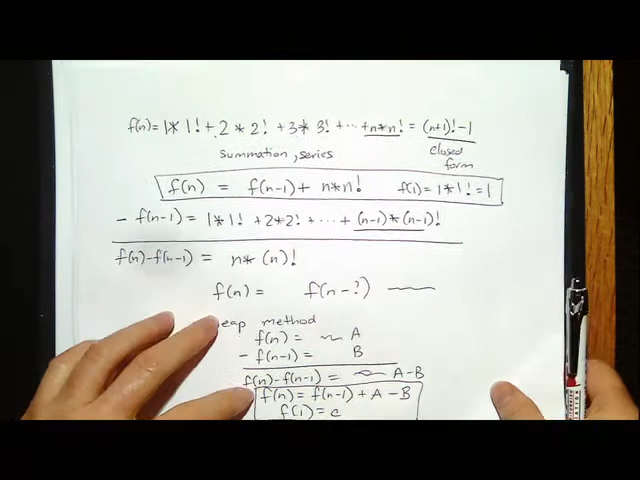 f(n)= 1* 1! + 2 * 2! + 3* 3! + ... + n*n! = (n+1)! - 1
summation, series
closed form
f(n) = f(n-1) + n*n! f(1) = 1*1! = 1
- f(n-1) = 1*1! + 2*2! + ... + (n-1)*(n-1)!
f(n)-f(n-1) = n* (n)!
f(n) = f(n-?)
method
f(n) = A
- f(n-1) = B
f(n)-f(n-1) = A-B
f(n) = f(n-1) + A - B
f(1) = c